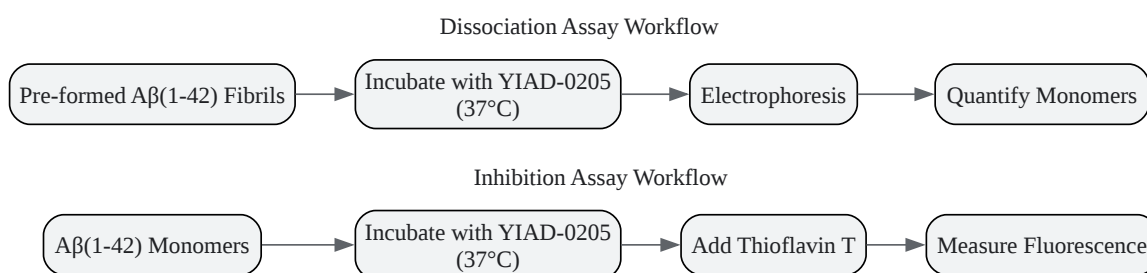 Dissociation Assay Workflow
Pre-formed Aβ(1-42) Fibrils
Incubate with YIAD-0205
(37°C)
Electrophoresis
Quantify Monomers
Inhibition Assay Workflow
Aβ(1-42) Monomers
Incubate with YIAD-0205
(37°C)
Add Thioflavin T
Measure Fluorescence